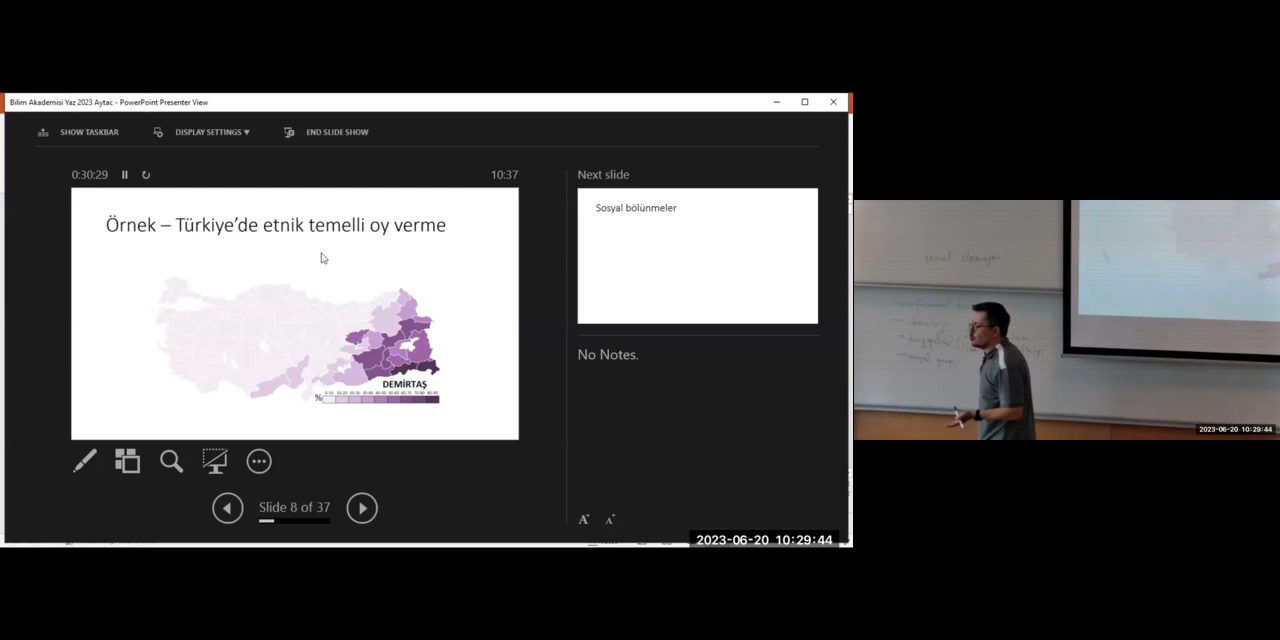 Bilim Akademisi Yaz 2023 Aytac - PowerPoint Presenter View
SHOW TASKBAR
DISPLAY SETTINGS ▼
END SLIDE SHOW
0:30:29
10:37
Next slide
Örnek – Türkiye’de etnik temelli oy verme
DEMİRTAŞ
%
Sosyal bölünmeler
No Notes.
Slide 8 of 37
A A
2023-06-20 10:29:44
social cleavages
2023-06-20 10:29:44